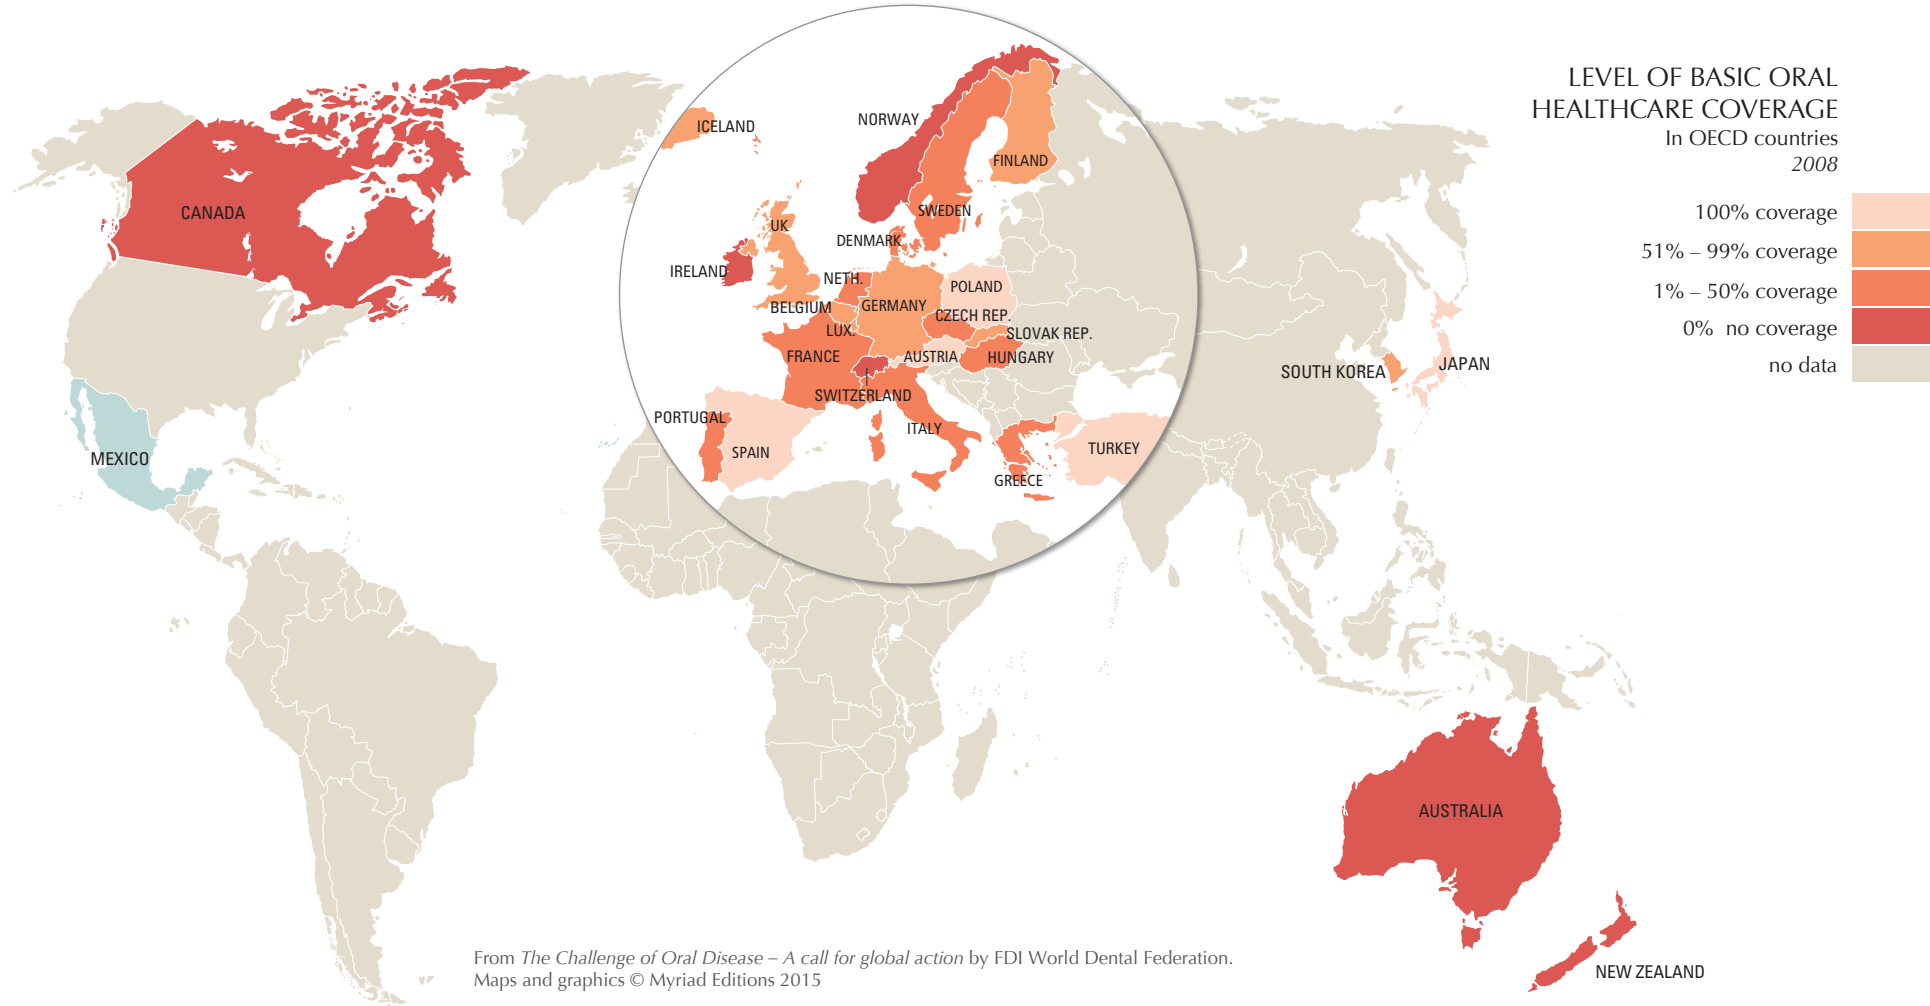 LEVEL OF BASIC ORAL
HEALTHCARE COVERAGE
In OECD countries
2008
100% coverage
51% – 99% coverage
1% – 50% coverage
0% no coverage
no data
CANADA
MEXICO
ICELAND
NORWAY
FINLAND
SWEDEN
UK
DENMARK
IRELAND
NETH.
POLAND
BELGIUM
GERMANY
CZECH REP.
LUX.
SLOVAK REP.
FRANCE
AUSTRIA
HUNGARY
SWITZERLAND
PORTUGAL
ITALY
SPAIN
TURKEY
GREECE
SOUTH KOREA
JAPAN
AUSTRALIA
NEW ZEALAND
From The Challenge of Oral Disease – A call for global action by FDI World Dental Federation.
Maps and graphics © Myriad Editions 2015